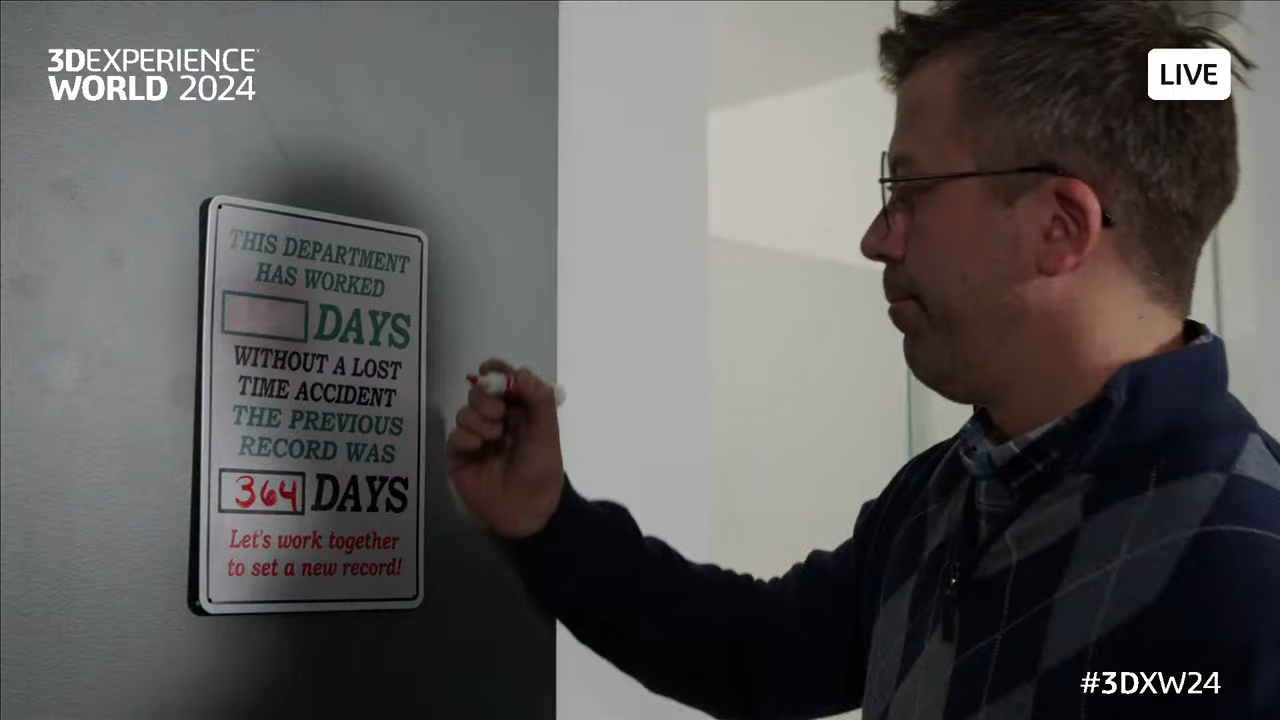 3DEXPERIENCE
WORLD 2024
LIVE
THIS DEPARTMENT
HAS WORKED
DAYS
WITHOUT A LOST
TIME ACCIDENT
THE PREVIOUS
RECORD WAS
364 DAYS
Let's work together
to set a new record!
#3DXW24